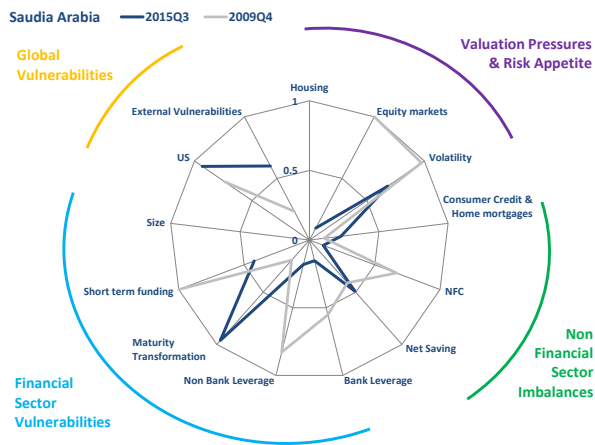 Saudia Arabia 2015Q3 2009Q4
Global
Vulnerabilities
Valuation Pressures
& Risk Appetite
Housing
1
External Vulnerabilities
Equity markets
US
Volatility
0.5
Consumer Credit &
Home mortgages
Size
0
Short term funding
NFC
Maturity
Transformation
Net Saving
Non Bank Leverage
Bank Leverage
Non
Financial
Sector
Imbalances
Financial
Sector
Vulnerabilities